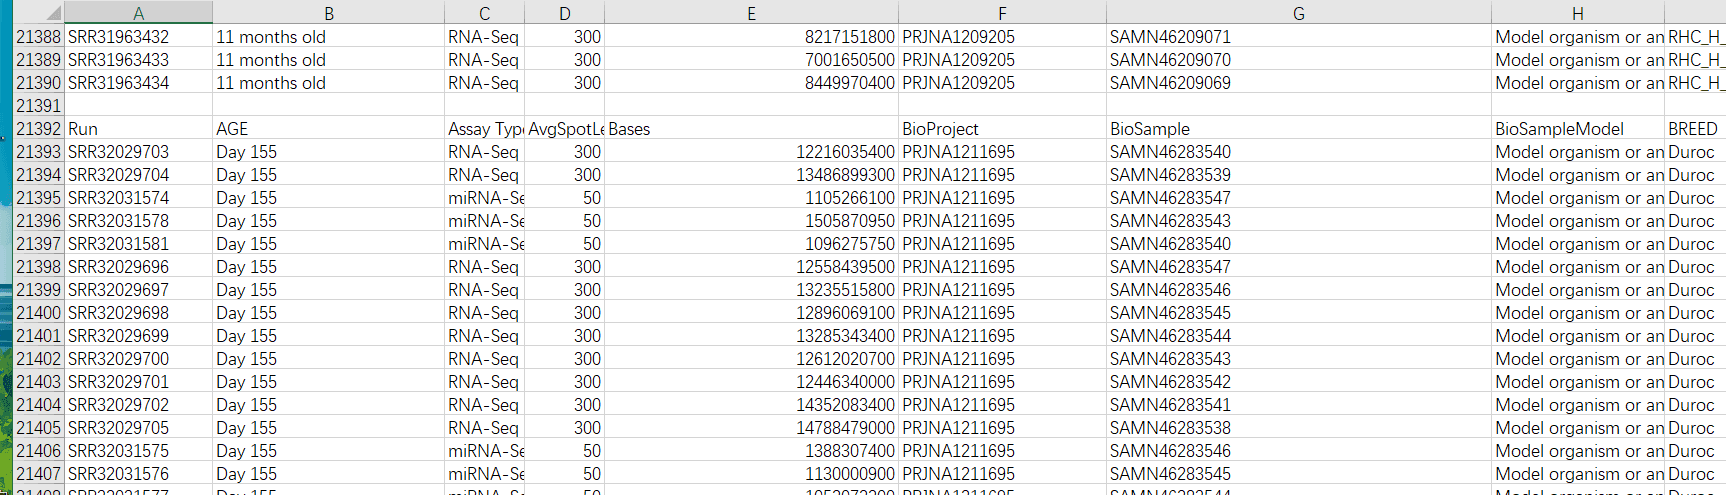 A B C D E F G H
21388 SRR31963432 11 months old RNA-Seq 300 8217151800 PRJNA1209205 SAMN46209071 Model organism or an RHC_H_
21389 SRR31963433 11 months old RNA-Seq 300 7001650500 PRJNA1209205 SAMN46209070 Model organism or an RHC_H_
21390 SRR31963434 11 months old RNA-Seq 300 8449970400 PRJNA1209205 SAMN46209069 Model organism or an RHC_H_
21391
21392 Run AGE Assay Typ AvgSpotLe Bases BioProject BioSample BioSampleModel BREED
21393 SRR32029703 Day 155 RNA-Seq 300 12216035400 PRJNA1211695 SAMN46283540 Model organism or an Duroc
21394 SRR32029704 Day 155 RNA-Seq 300 13486899300 PRJNA1211695 SAMN46283539 Model organism or an Duroc
21395 SRR32031574 Day 155 miRNA-Se 50 1105266100 PRJNA1211695 SAMN46283547 Model organism or an Duroc
21396 SRR32031578 Day 155 miRNA-Se 50 1505870950 PRJNA1211695 SAMN46283543 Model organism or an Duroc
21397 SRR32031581 Day 155 miRNA-Se 50 1096275750 PRJNA1211695 SAMN46283540 Model organism or an Duroc
21398 SRR32029696 Day 155 RNA-Seq 300 12558439500 PRJNA1211695 SAMN46283547 Model organism or an Duroc
21399 SRR32029697 Day 155 RNA-Seq 300 13235515800 PRJNA1211695 SAMN46283546 Model organism or an Duroc
21400 SRR32029698 Day 155 RNA-Seq 300 12896069100 PRJNA1211695 SAMN46283545 Model organism or an Duroc
21401 SRR32029699 Day 155 RNA-Seq 300 13285343400 PRJNA1211695 SAMN46283544 Model organism or an Duroc
21402 SRR32029700 Day 155 RNA-Seq 300 12612020700 PRJNA1211695 SAMN46283543 Model organism or an Duroc
21403 SRR32029701 Day 155 RNA-Seq 300 12446340000 PRJNA1211695 SAMN46283542 Model organism or an Duroc
21404 SRR32029702 Day 155 RNA-Seq 300 14352083400 PRJNA1211695 SAMN46283541 Model organism or an Duroc
21405 SRR32029705 Day 155 RNA-Seq 300 14788479000 PRJNA1211695 SAMN46283538 Model organism or an Duroc
21406 SRR32031575 Day 155 miRNA-Se 50 1388307400 PRJNA1211695 SAMN46283546 Model organism or an Duroc
21407 SRR32031576 Day 155 miRNA-Se 50 1130000900 PRJNA1211695 SAMN46283545 Model organism or an Duroc